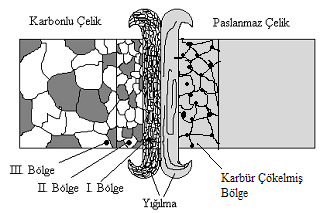 Karbonlu Çelik
Paslanmaz Çelik
III. Bölge
II. Bölge
I. Bölge
Yığılma
Karbür Çökelmiş
Bölge